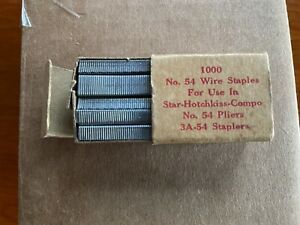 1000
No. 54 Wire Staples
For Use In
Star-Hotchkiss-Compo
No. 54 Pliers
3A-54 Staplers